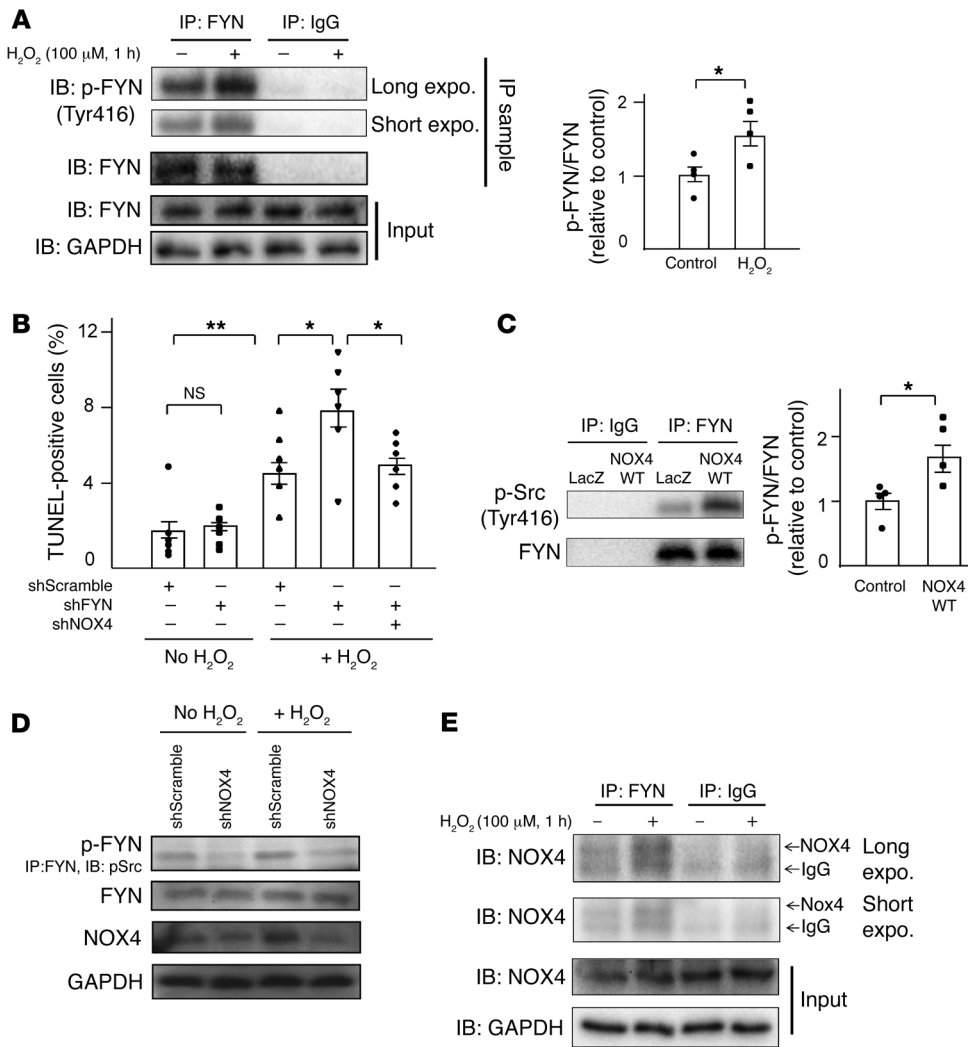 A
IP: FYN IP: IgG
H₂O₂ (100 µM, 1 h) – + – +
IB: p-FYN
(Tyr416)
Long expo.
Short expo.
IB: FYN
IP sample
IB: FYN
IB: GAPDH
Input
p-FYN/FYN
(relative to control)
2
1
0
*
Control H₂O₂
B
TUNEL-positive cells (%)
12
8
4
0
** * *
NS
shScramble + – + – –
shFYN – + – + +
shNOX4 – – – – +
No H₂O₂ + H₂O₂
C
IP: IgG IP: FYN
LacZ NOX4 WT LacZ NOX4 WT
p-Src
(Tyr416)
FYN
p-FYN/FYN
(relative to control)
2
1
0
*
Control NOX4
WT
D
No H₂O₂ + H₂O₂
shScramble shNOX4 shScramble shNOX4
p-FYN
IP:FYN, IB: pSrc
FYN
NOX4
GAPDH
E
IP: FYN IP: IgG
H₂O₂ (100 µM, 1 h) – + – +
IB: NOX4 ←NOX4 Long
←IgG expo.
IB: NOX4 ←Nox4 Short
←IgG expo.
IB: NOX4
IB: GAPDH
Input